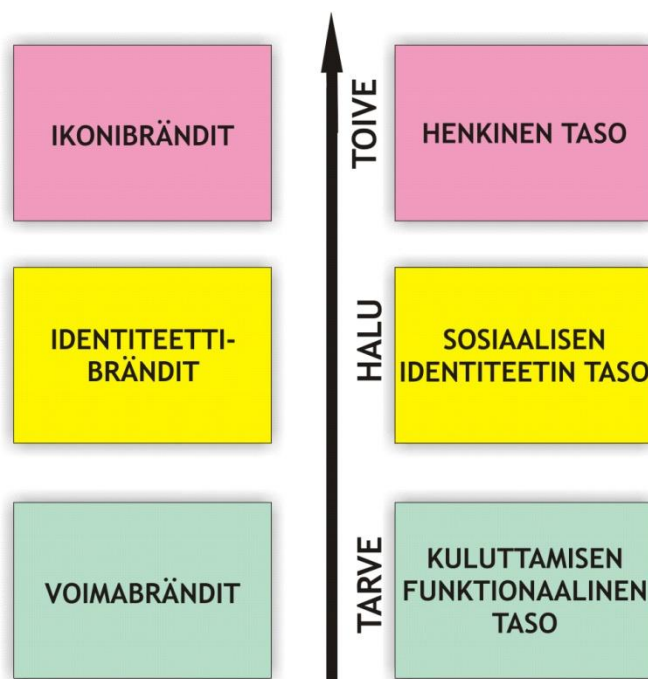 IKONIBRÄNDIT
TOIVE
HENKINEN TASO
IDENTITEETTI-
BRÄNDIT
HALU
SOSIAALISEN
IDENTITEETIN TASO
VOIMABRÄNDIT
TARVE
KULUTTAMISEN
FUNKTIONAALINEN
TASO